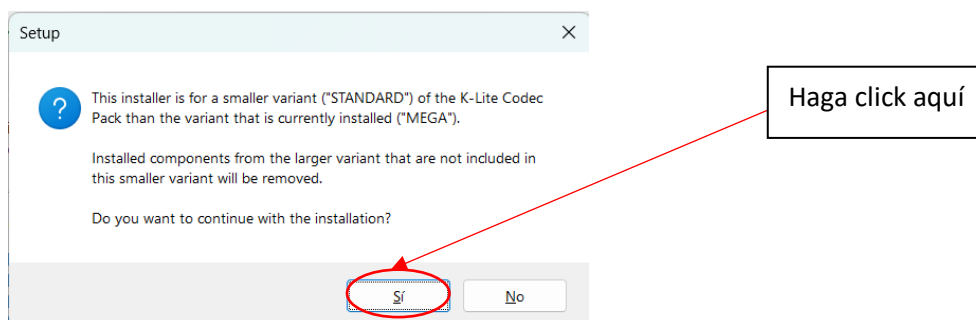 Setup
This installer is for a smaller variant ("STANDARD") of the K-Lite Codec
Pack than the variant that is currently installed ("MEGA").
Installed components from the larger variant that are not included in
this smaller variant will be removed.
Do you want to continue with the installation?
Sí
No
Haga click aquí